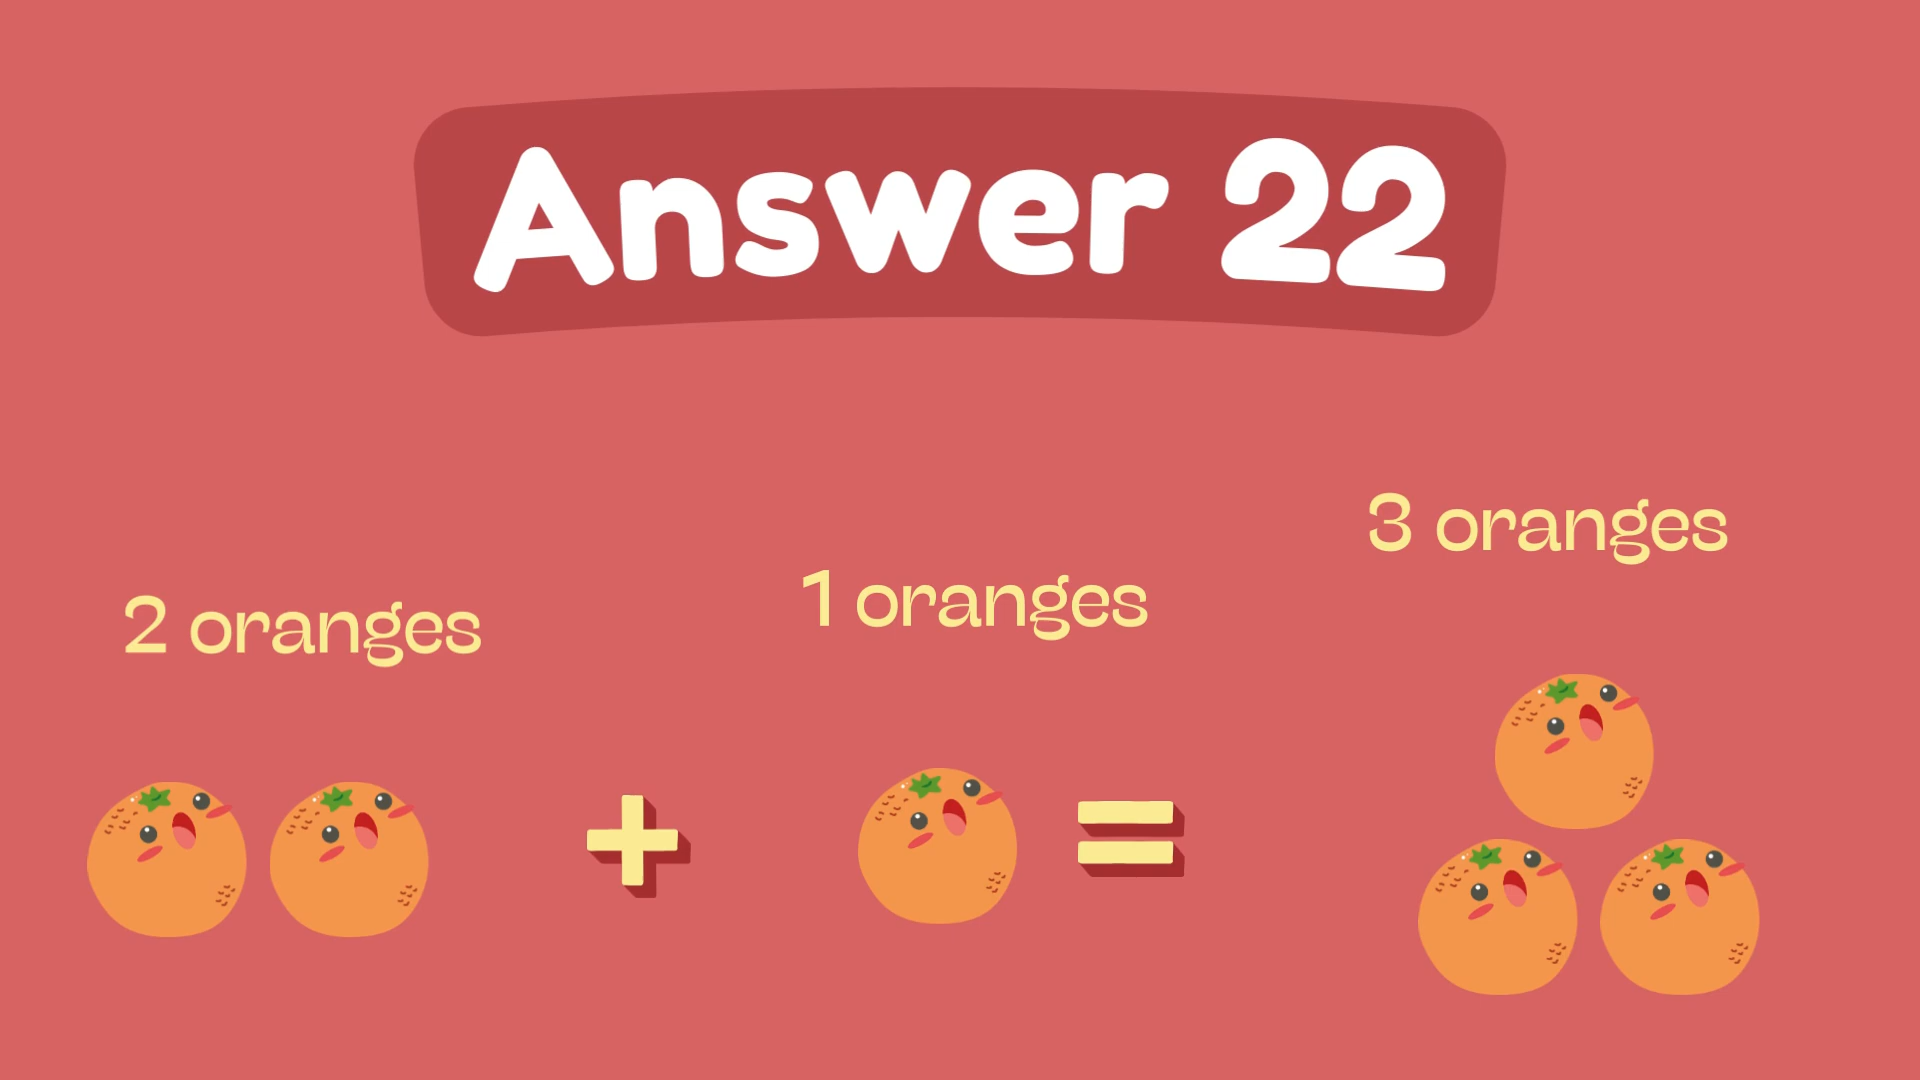 Answer 22
2 oranges
1 oranges
3 oranges
+
=